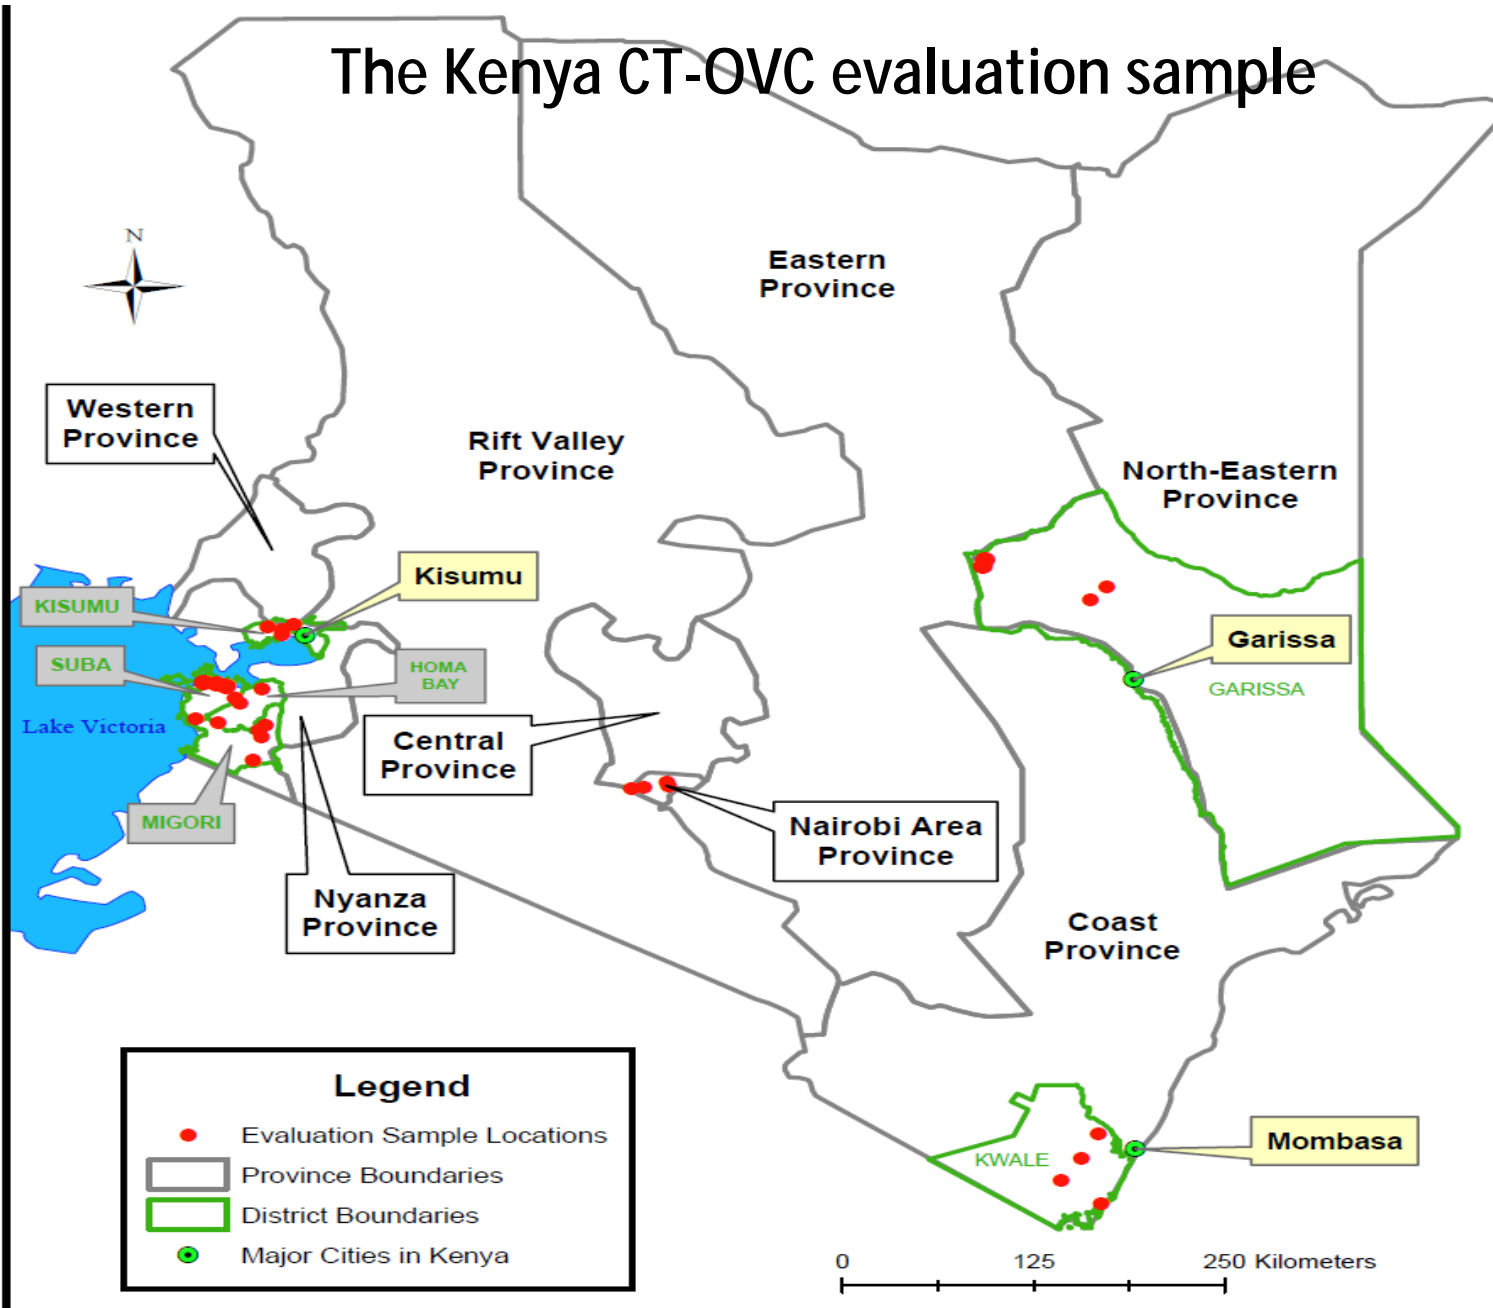 The Kenya CT-OVC evaluation sample
N
Eastern
Province
Western
Province
Rift Valley
Province
North-Eastern
Province
Kisumu
KISUMU
Garissa
SUBA
HOMA
BAY
GARISSA
Lake Victoria
Central
Province
MIGORI
Nairobi Area
Province
Nyanza
Province
Coast
Province
Legend
Evaluation Sample Locations
Province Boundaries
District Boundaries
Major Cities in Kenya
Mombasa
KWALE
0 125 250 Kilometers